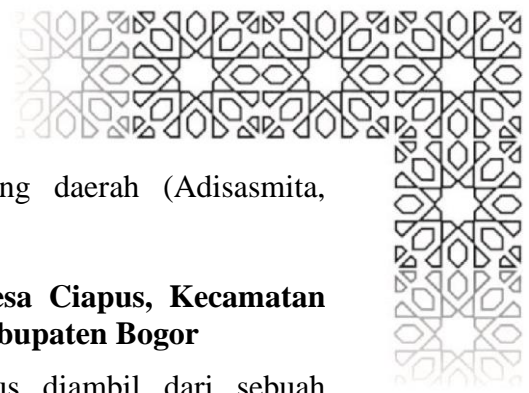 ng daerah (Adisasmita,
esa Ciapus, Kecamatan
bupaten Bogor
us diambil dari sebuah